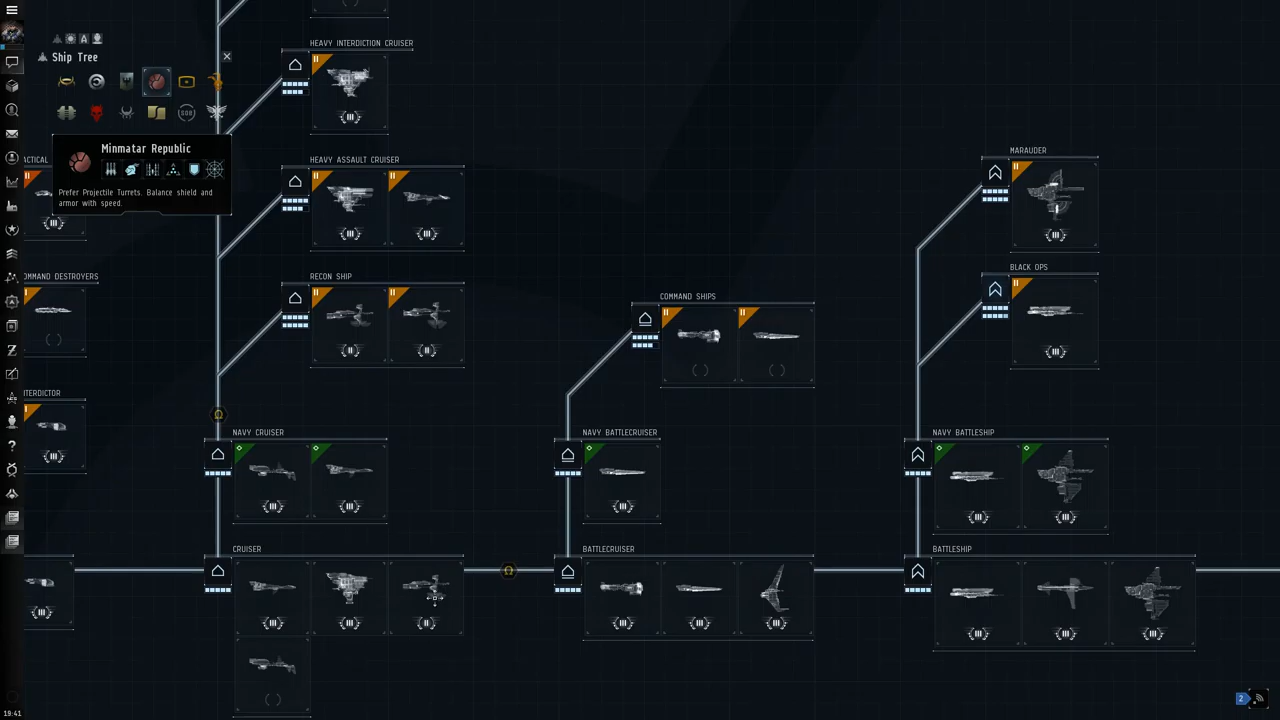 HEAVY INTERDICTION CRUISER
Ship Tree
Minmatar Republic
Prefer Projectile Turrets. Balance shield and
armor with speed.
ACTICAL
HEAVY ASSAULT CRUISER
MARAUDER
OMMAND DESTROYERS
RECON SHIP
BLACK OPS
COMMAND SHIPS
NTERDICTOR
NAVY CRUISER
NAVY BATTLECRUISER
NAVY BATTLESHIP
CRUISER
BATTLECRUISER
BATTLESHIP
2
19:41